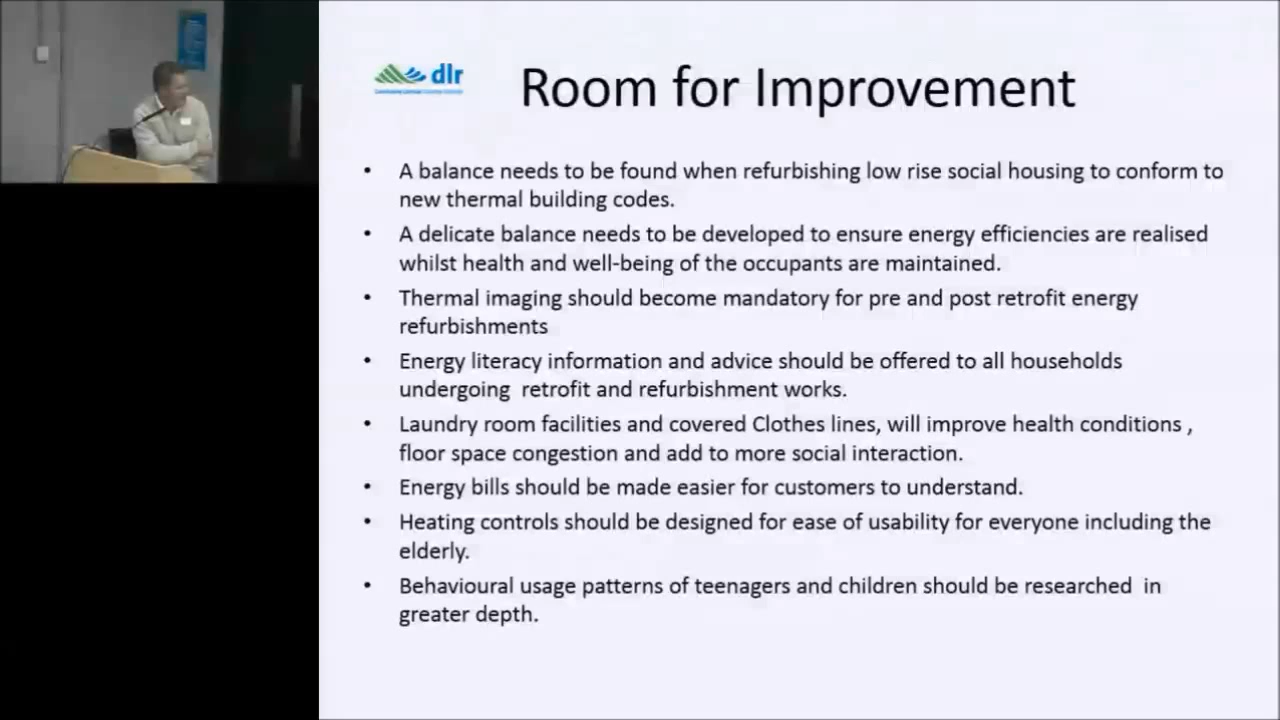 dlr
Room for Improvement
• A balance needs to be found when refurbishing low rise social housing to conform to
new thermal building codes.
• A delicate balance needs to be developed to ensure energy efficiencies are realised
whilst health and well-being of the occupants are maintained.
• Thermal imaging should become mandatory for pre and post retrofit energy
refurbishments
• Energy literacy information and advice should be offered to all households
undergoing  retrofit and refurbishment works.
• Laundry room facilities and covered Clothes lines, will improve health conditions ,
floor space congestion and add to more social interaction.
• Energy bills should be made easier for customers to understand.
• Heating controls should be designed for ease of usability for everyone including the
elderly.
• Behavioural usage patterns of teenagers and children should be researched  in
greater depth.